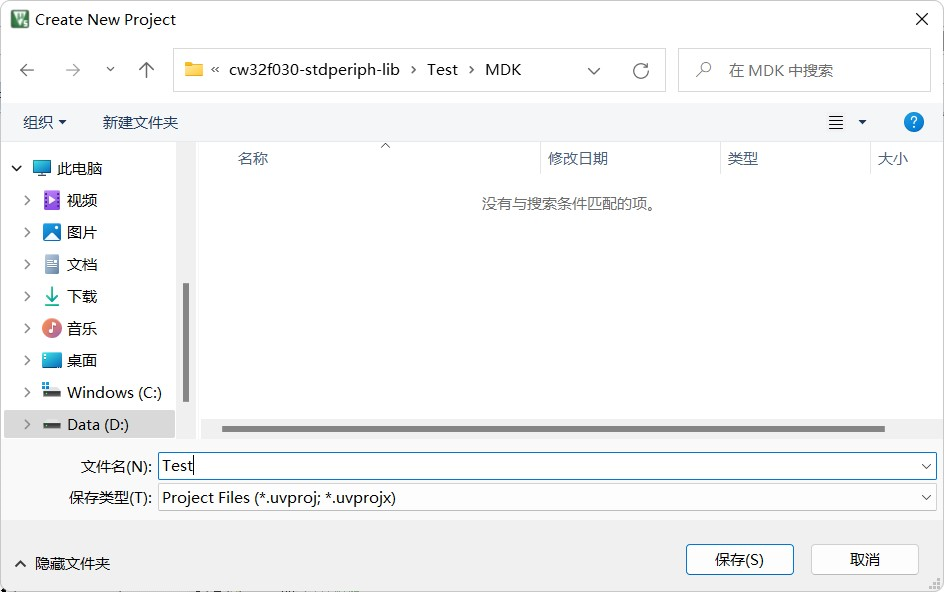 Create New Project
« cw32f030-stdperiph-lib › Test › MDK
在 MDK 中搜索
组织 新建文件夹
名称 修改日期 类型 大小
没有与搜索条件匹配的项。
此电脑
视频
图片
文档
下载
音乐
桌面
Windows (C:)
Data (D:)
文件名(N): Test
保存类型(T): Project Files (*.uvproj; *.uvprojx)
隐藏文件夹 保存(S) 取消